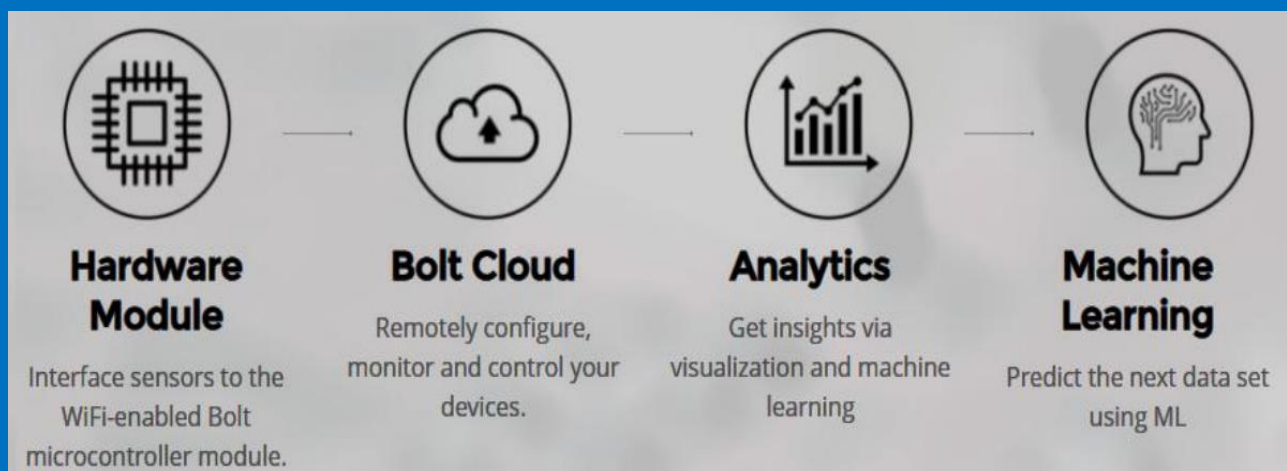 Hardware
Module
Interface sensors to the
WiFi-enabled Bolt
microcontroller module.
Bolt Cloud
Remotely configure,
monitor and control your
devices.
Analytics
Get insights via
visualization and machine
learning
Machine
Learning
Predict the next data set
using ML